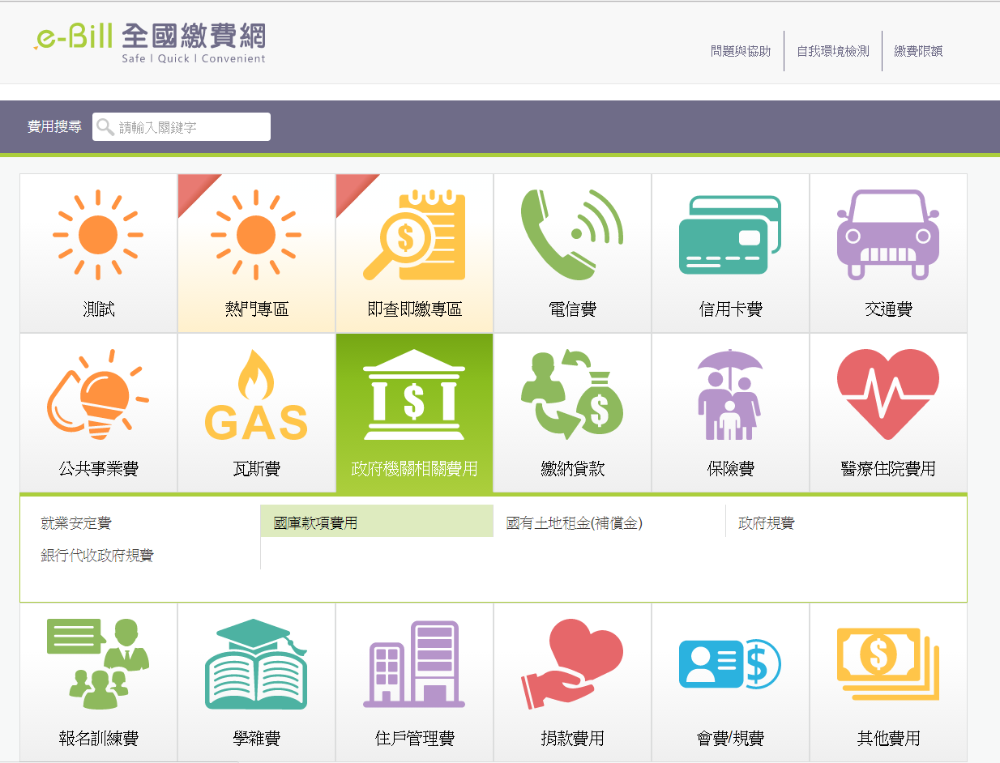 e-Bill 全國繳費網
Safe | Quick | Convenient
問題與協助
自我環境檢測
繳費限額
費用搜尋
請輸入關鍵字
測試
熱門專區
即查即繳專區
電信費
信用卡費
交通費
公共事業費
GAS
瓦斯費
政府機關相關費用
繳納貸款
保險費
醫療住院費用
就業安定費
國庫款項費用
國有土地租金(補償金)
政府規費
銀行代收政府規費
報名訓練費
學雜費
住戶管理費
捐款費用
會費/規費
其他費用